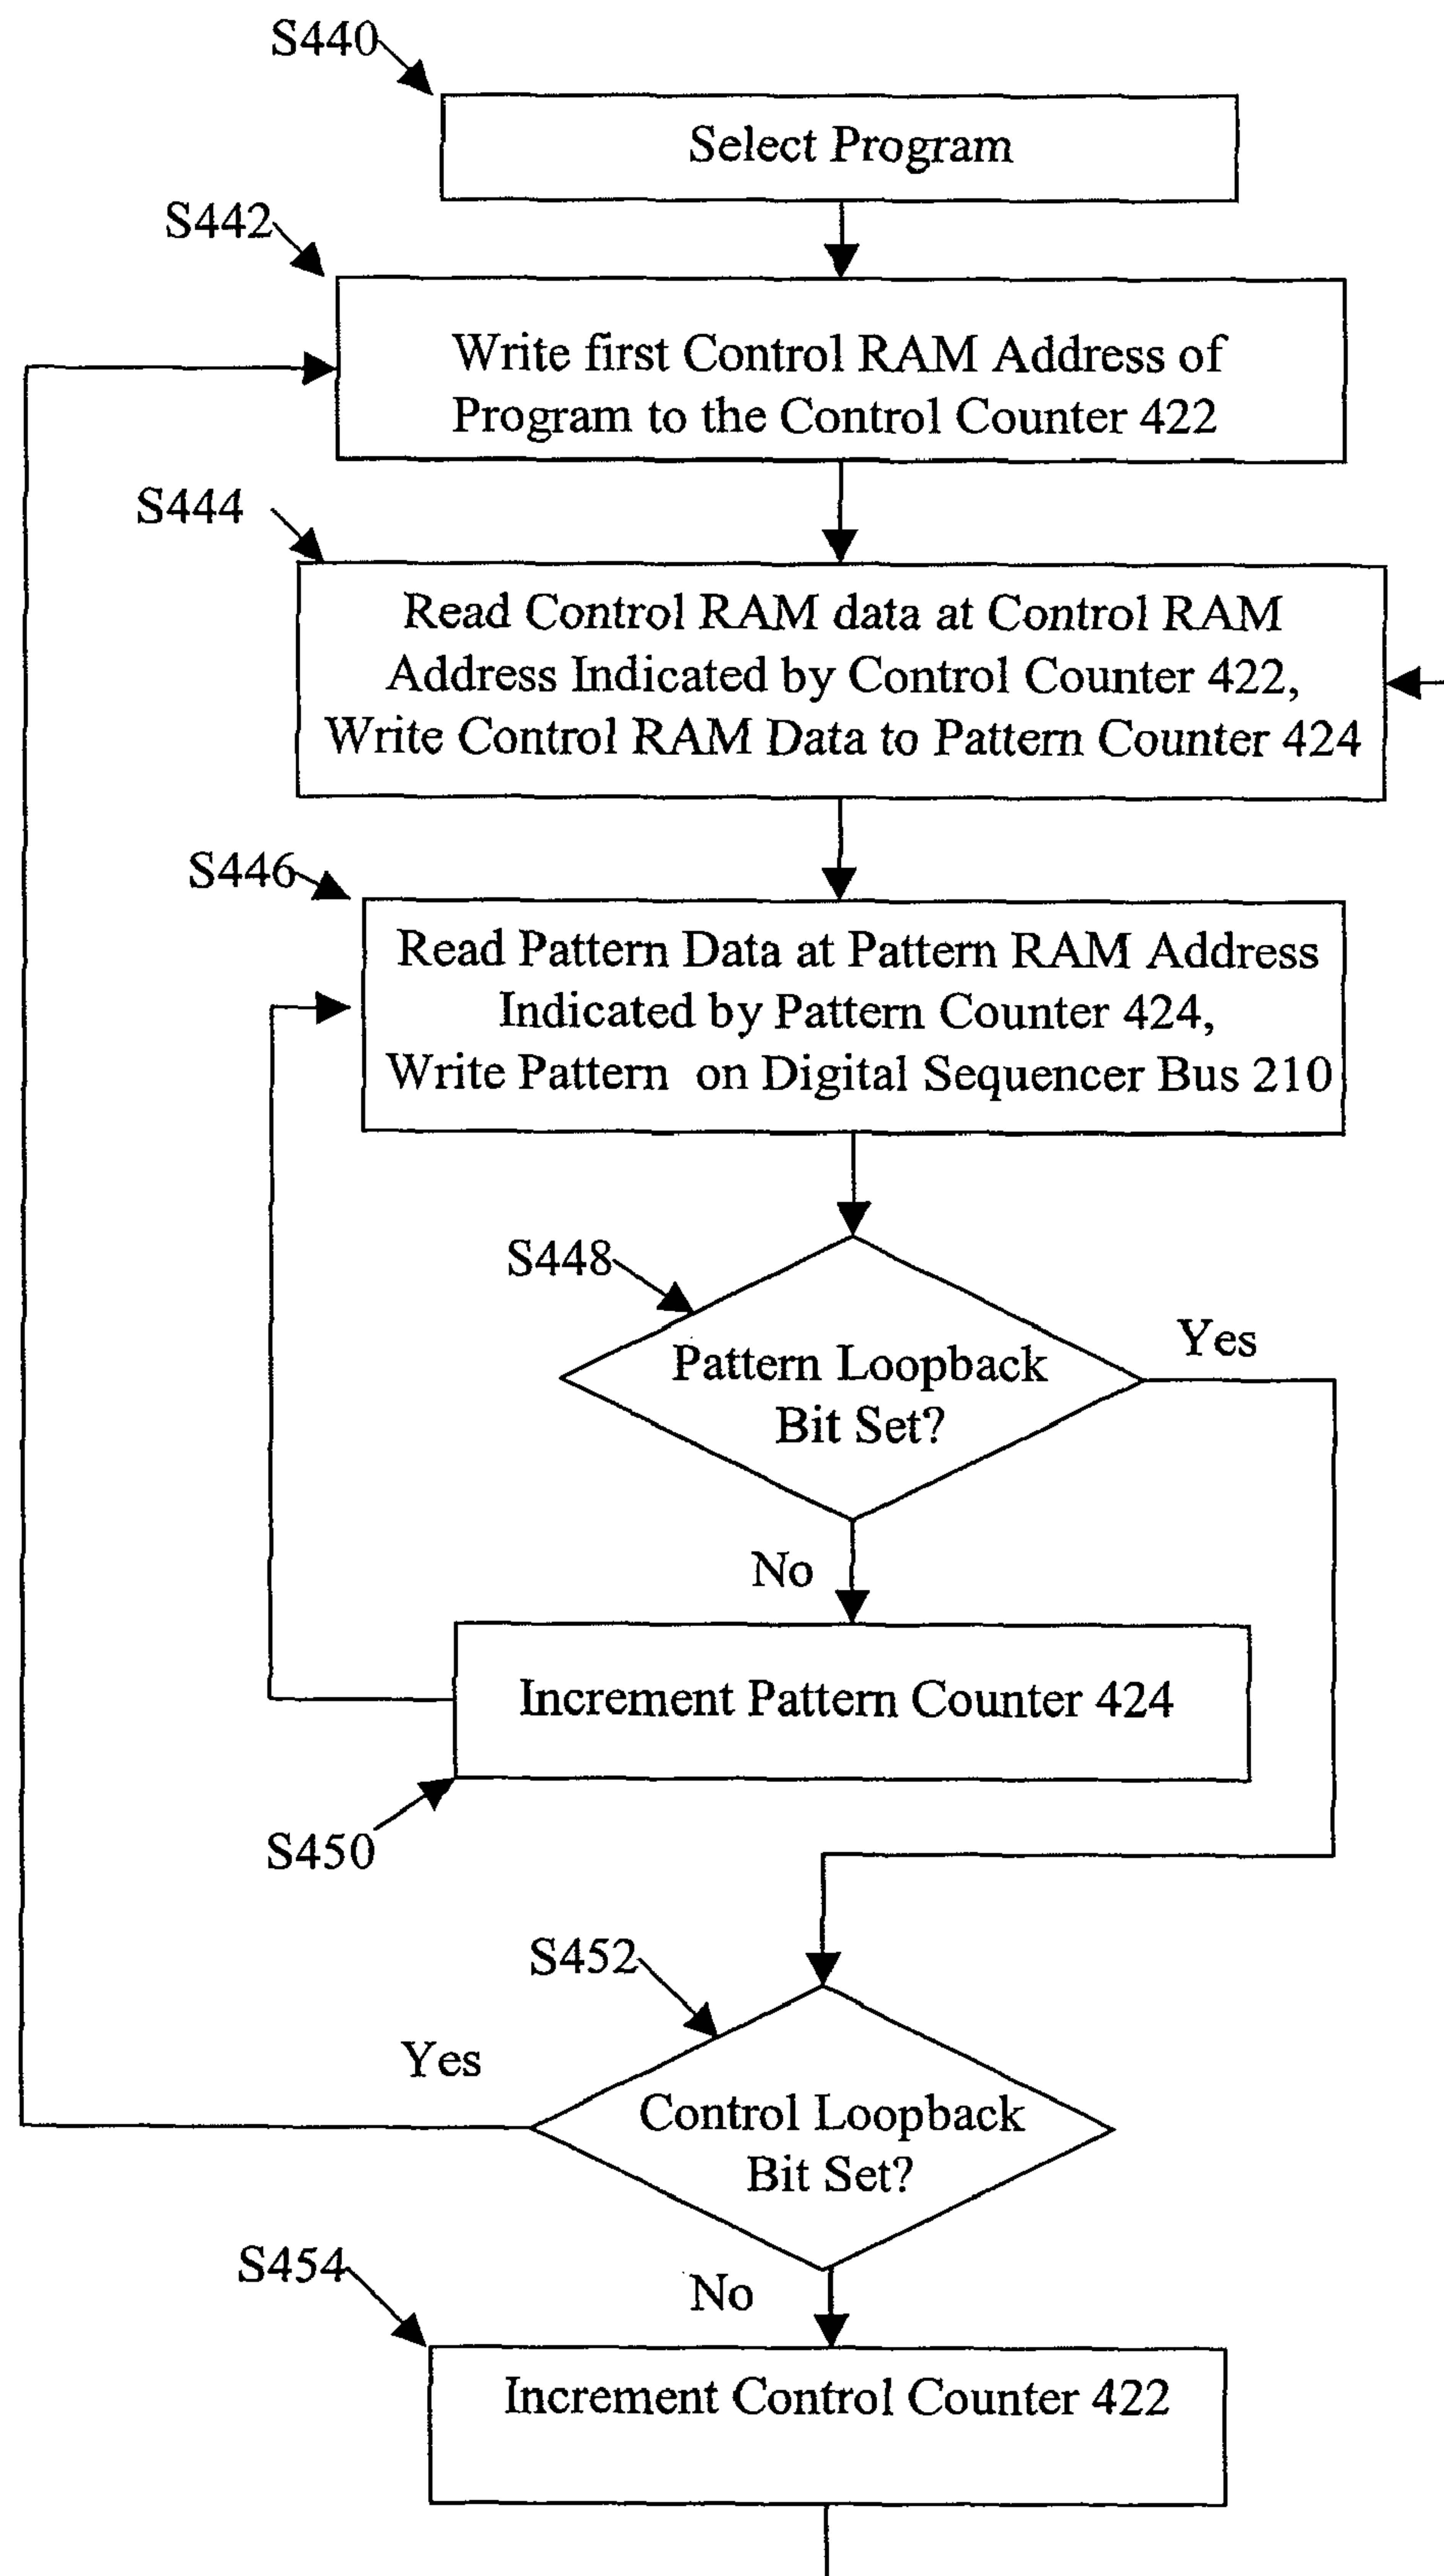 S440
Select Program
S442
Write first Control RAM Address of
Program to the Control Counter 422
S444
Read Control RAM data at Control RAM
Address Indicated by Control Counter 422,
Write Control RAM Data to Pattern Counter 424
S446
Read Pattern Data at Pattern RAM Address
Indicated by Pattern Counter 424,
Write Pattern on Digital Sequencer Bus 210
S448
Yes
Pattern Loopback
Bit Set?
No
Increment Pattern Counter 424
S450
S452
Yes
Control Loopback
Bit Set?
S454
No
Increment Control Counter 422